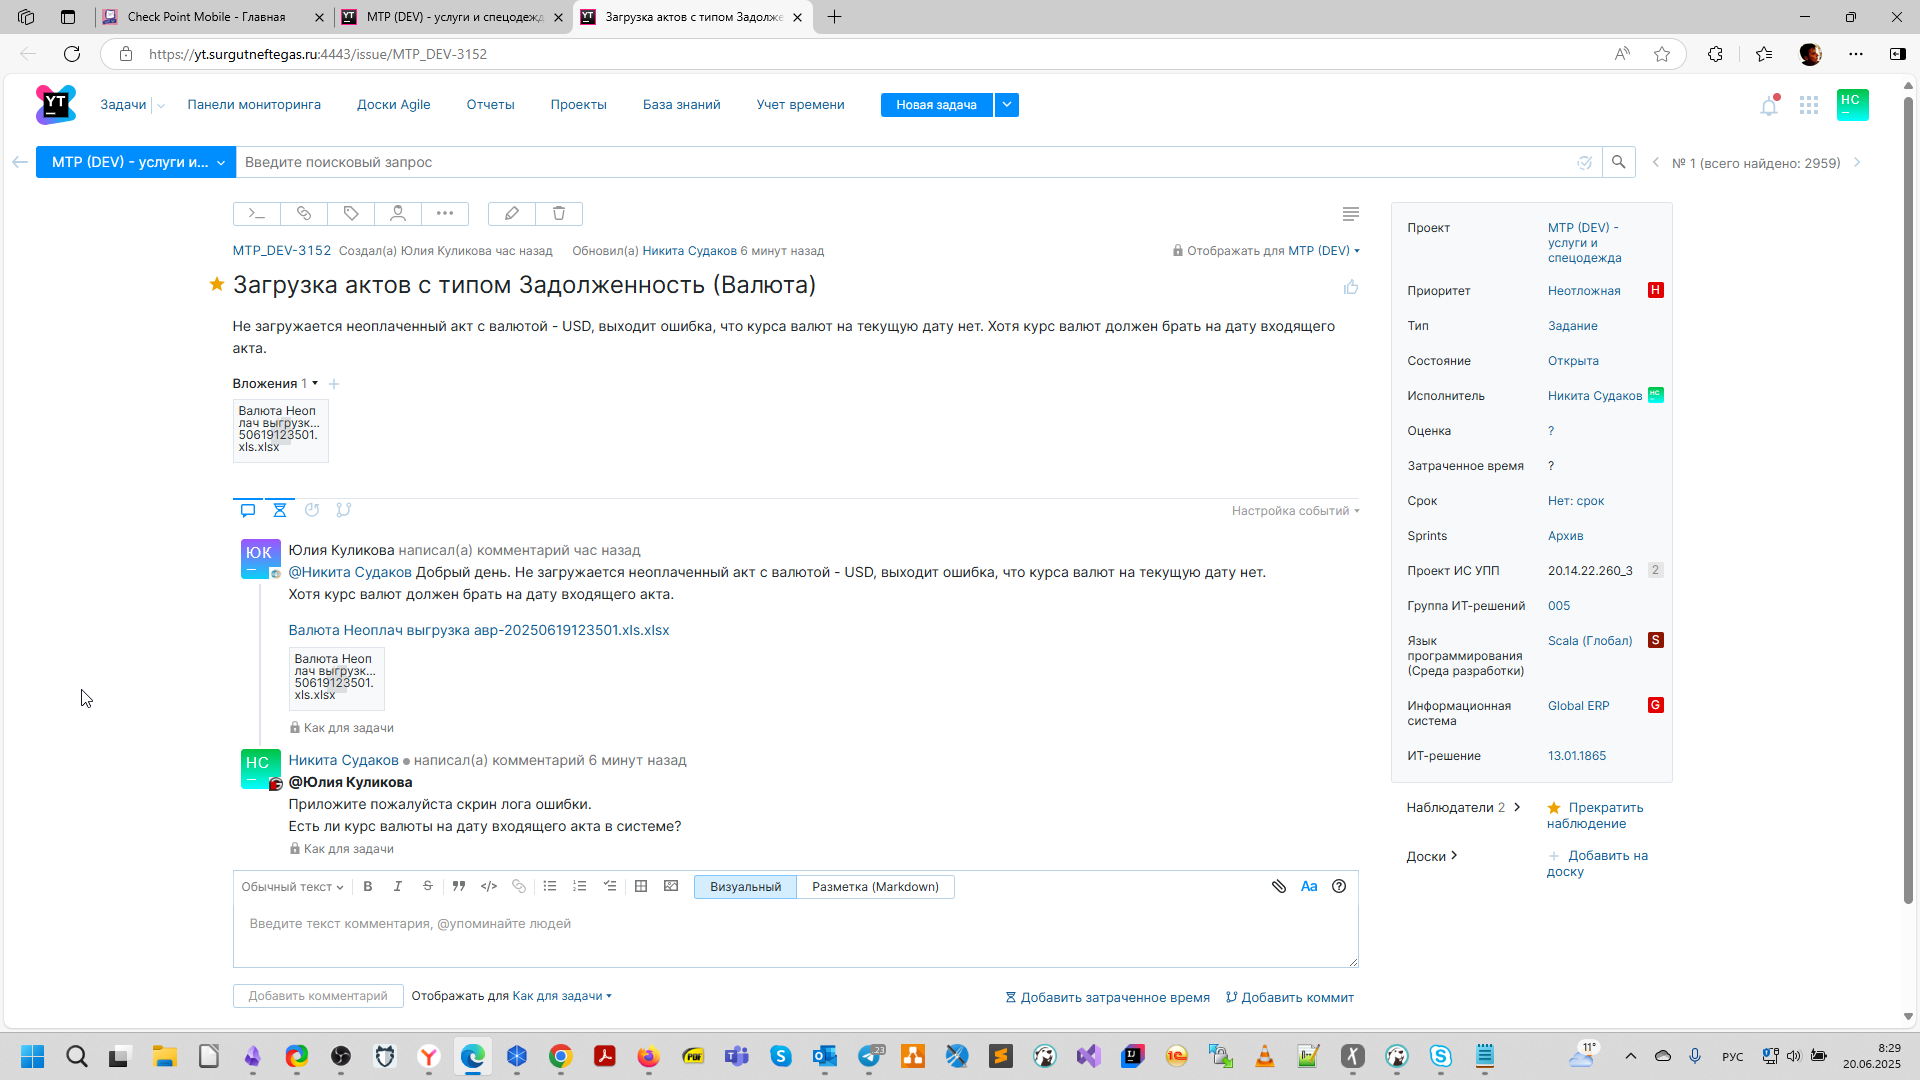 Check Point Mobile - Главная
MTP (DEV) - услуги и спецодежд
Загрузка актов с типом Задолже
https://yt.surgutneftegas.ru:4443/issue/MTP_DEV-3152
YT
Задачи
Панели мониторинга
Доски Agile
Отчеты
Проекты
База знаний
Учет времени
Новая задача
НС
MTP (DEV) - услуги и...
Введите поисковый запрос
№ 1 (всего найдено: 2959)
MTP_DEV-3152 Создал(а) Юлия Куликова час назад Обновил(а) Никита Судаков 6 минут назад
Отображать для MTP (DEV)
Загрузка актов с типом Задолженность (Валюта)
Не загружается неоплаченный акт с валютой - USD, выходит ошибка, что курса валют на текущую дату нет. Хотя курс валют должен брать на дату входящего
акта.
Вложения 1
Валюта Неоп
лач выгрузк...
50619123501.
xls.xlsx
Настройка событий
ЮК
Юлия Куликова написал(а) комментарий час назад
@Никита Судаков Добрый день. Не загружается неоплаченный акт с валютой - USD, выходит ошибка, что курса валют на текущую дату нет.
Хотя курс валют должен брать на дату входящего акта.
Валюта Неоплач выгрузка авр-20250619123501.xls.xlsx
Валюта Неоп
лач выгрузк...
50619123501.
xls.xlsx
Как для задачи
НС
Никита Судаков написал(а) комментарий 6 минут назад
@Юлия Куликова
Приложите пожалуйста скрин лога ошибки.
Есть ли курс валюты на дату входящего акта в системе?
Как для задачи
Обычный текст
B I S
Визуальный
Разметка (Markdown)
Aa
Введите текст комментария, @упоминайте людей
Добавить комментарий
Отображать для Как для задачи
Добавить затраченное время
Добавить коммит
Проект
MTP (DEV) -
услуги и
спецодежда
Приоритет
Неотложная
Н
Тип
Задание
Состояние
Открыта
Исполнитель
Никита Судаков
НС
Оценка
?
Затраченное время
?
Срок
Нет: срок
Sprints
Архив
Проект ИС УПП
20.14.22.260_3
2
Группа ИТ-решений
005
Язык
программирования
(Среда разработки)
Scala (Глобал)
S
Информационная
система
Global ERP
G
ИТ-решение
13.01.1865
Наблюдатели 2
Прекратить
наблюдение
Доски
Добавить на
доску
23
11°
РУС
8:29
20.06.2025